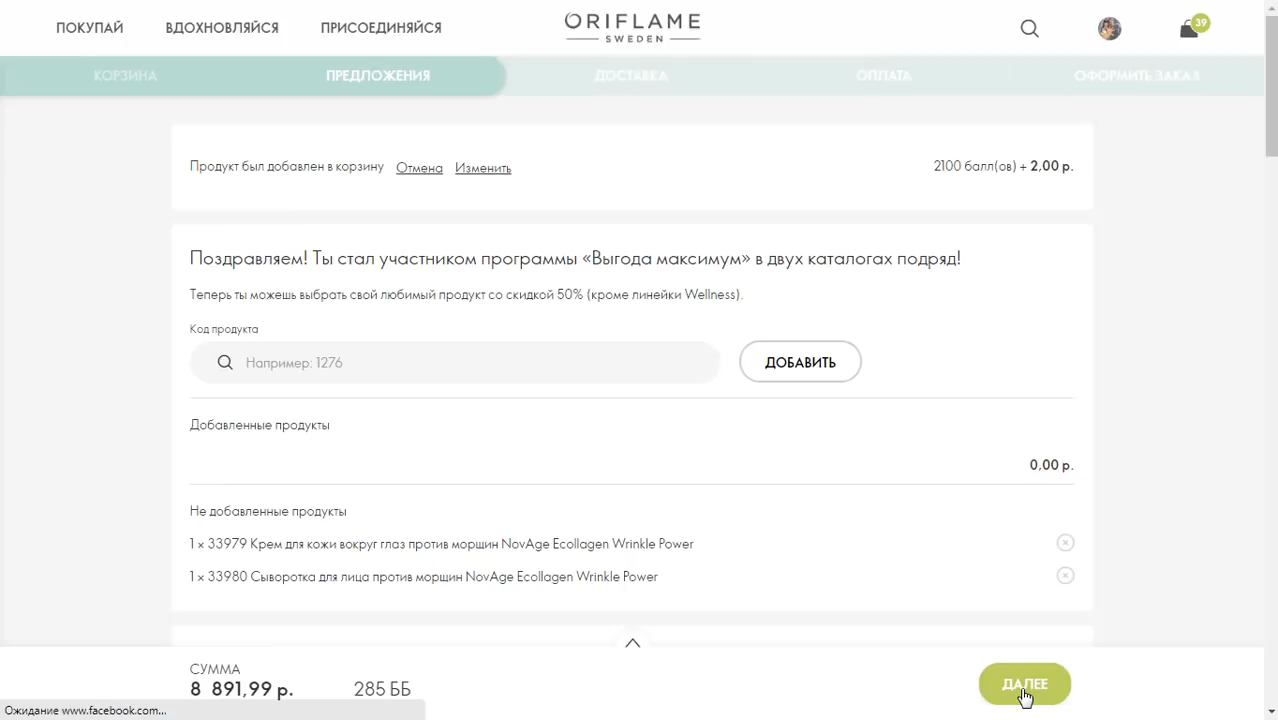 ПОКУПАЙ ВДОХНОВЛЯЙСЯ ПРИСОЕДИНЯЙСЯ ORIFLAME 39
SWEDEN
КОРЗИНА ПРЕДЛОЖЕНИЯ ДОСТАВКА ОПЛАТА ОФОРМИТЬ ЗАКАЗ
Продукт был добавлен в корзину Отмена Изменить 2100 балл(ов) + 2,00 р.
Поздравляем! Ты стал участником программы «Выгода максимум» в двух каталогах подряд!
Теперь ты можешь выбрать свой любимый продукт со скидкой 50% (кроме линейки Wellness).
Код продукта
Например: 1276 ДОБАВИТЬ
Добавленные продукты
0,00 р.
Не добавленные продукты
1 × 33979 Крем для кожи вокруг глаз против морщин NovAge Ecollagen Wrinkle Power
1 × 33980 Сыворотка для лица против морщин NovAge Ecollagen Wrinkle Power
СУММА
8 891,99 р. 285 ББ ДАЛЕЕ
Ожидание www.facebook.com...